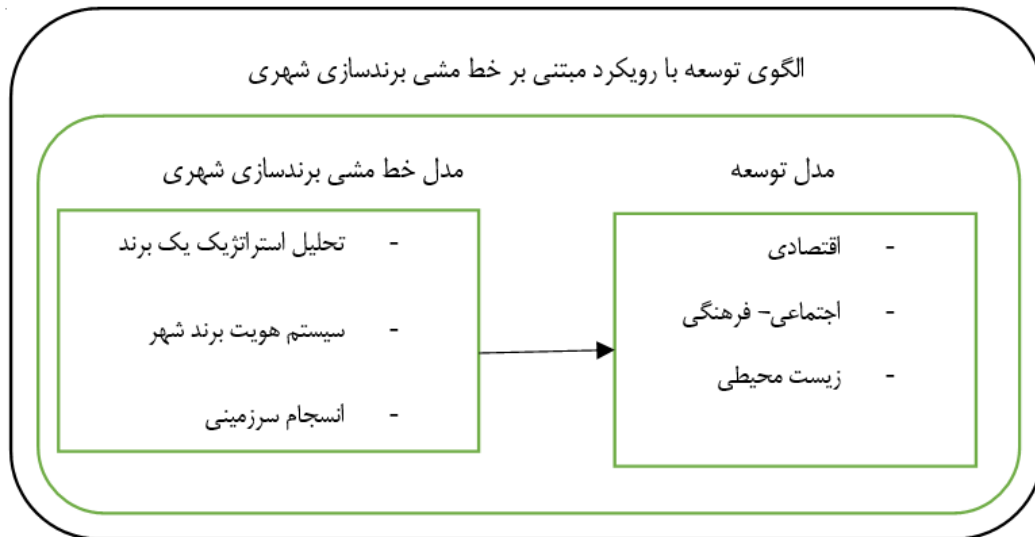 الگوی توسعه با رویکرد مبتنی بر خط مشی برندسازی شهری
مدل توسعه
- اقتصادی
- اجتماعی- فرهنگی
- زیست محیطی
مدل خط مشی برندسازی شهری
- تحلیل استراتژیک یک برند
- سیستم هویت برند شهر
- انسجام سرزمینی